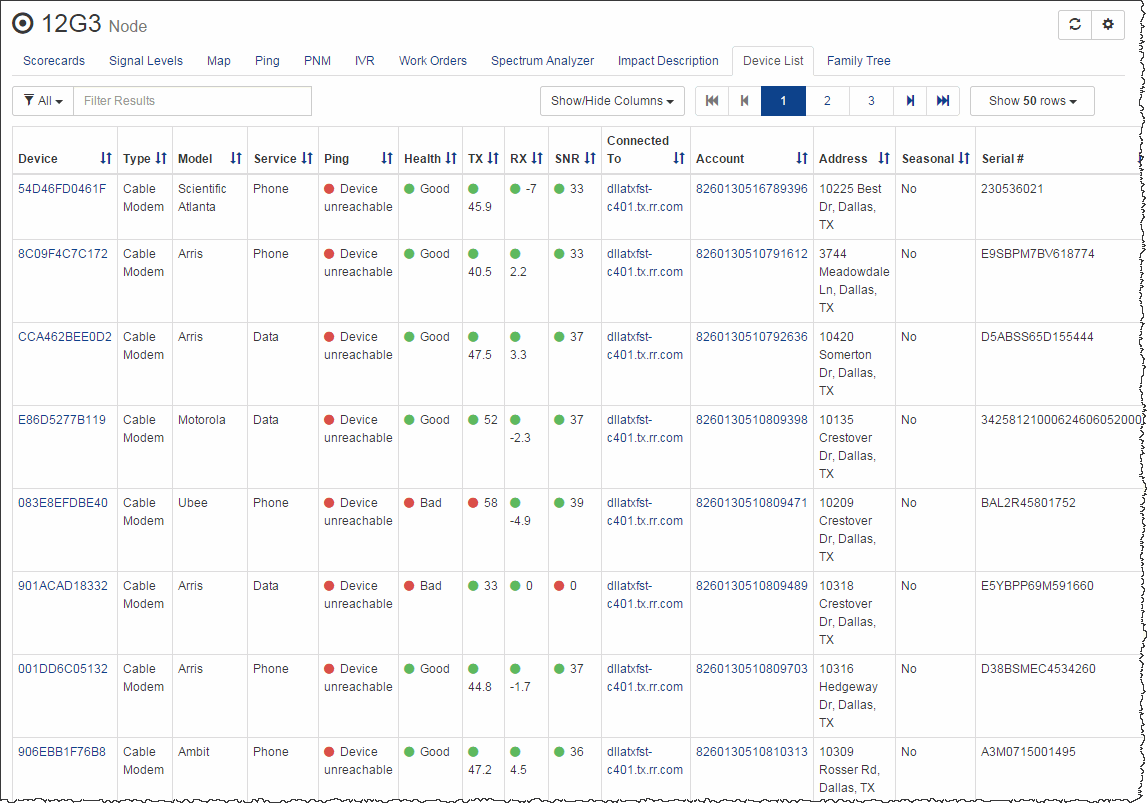 12G3 Node
Scorecards Signal Levels Map Ping PNM IVR Work Orders Spectrum Analyzer Impact Description Device List Family Tree
All Filter Results Show/Hide Columns 1 2 3 Show 50 rows
Connected
Device Type Model Service Ping Health TX RX SNR To Account Address Seasonal Serial #
54D46FD0461F Cable Scientific Phone Device Good -7 33 dllatxfst- 8260130516789396 10225 Best No 230536021
Modem Atlanta unreachable 45.9 c401.tx.rr.com Dr, Dallas,
TX
8C09F4C7C172 Cable Arris Phone Device Good 33 dllatxfst- 8260130510791612 3744 No E9SBPM7BV618774
Modem unreachable 40.5 2.2 c401.tx.rr.com Meadowdale
Ln, Dallas,
TX
CCA462BEE0D2 Cable Arris Data Device Good 37 dllatxfst- 8260130510792636 10420 No D5ABSS65D155444
Modem unreachable 47.5 3.3 c401.tx.rr.com Somerton
Dr, Dallas,
TX
E86D5277B119 Cable Motorola Data Device Good 52 37 dllatxfst- 8260130510809398 10135 No 34258121000624606052000
Modem unreachable -2.3 c401.tx.rr.com Crestover
Dr, Dallas,
TX
083E8EFDBE40 Cable Ubee Phone Device Bad 58 39 dllatxfst- 8260130510809471 10209 No BAL2R45801752
Modem unreachable -4.9 c401.tx.rr.com Crestover
Dr, Dallas,
TX
901ACAD18332 Cable Arris Data Device Bad 33 0 0 dllatxfst- 8260130510809489 10318 No E5YBPP69M591660
Modem unreachable c401.tx.rr.com Crestover
Dr, Dallas,
TX
001DD6C05132 Cable Arris Phone Device Good 37 dllatxfst- 8260130510809703 10316 No D38BSMEC4534260
Modem unreachable 44.8 -1.7 c401.tx.rr.com Hedgeway
Dr, Dallas,
TX
906EBB1F76B8 Cable Ambit Phone Device Good 36 dllatxfst- 8260130510810313 10309 No A3M0715001495
Modem unreachable 47.2 4.5 c401.tx.rr.com Rosser Rd,
Dallas, TX